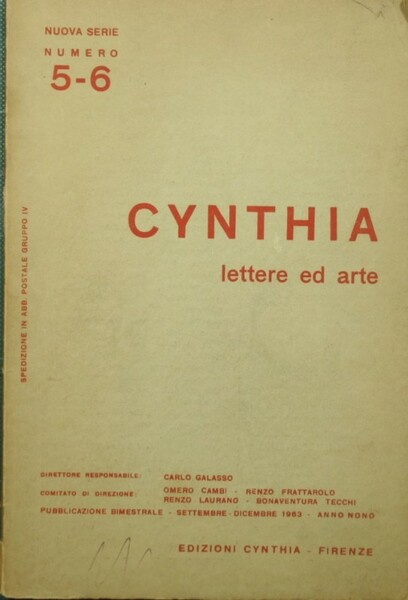 NUOVA SERIE
NUMERO
5-6
CYNTHIA
lettere ed arte
SPEDIZIONE IN ABB. POSTALE GRUPPO IV
DIRETTORE RESPONSABILE: CARLO GALASSO
COMITATO DI DIREZIONE: OMERO CAMBI - RENZO FRATTAROLO
RENZO LAURANO - BONAVENTURA TECCHI
PUBBLICAZIONE BIMESTRALE - SETTEMBRE-DICEMBRE 1963 - ANNO NONO
EDIZIONI CYNTHIA - FIRENZE